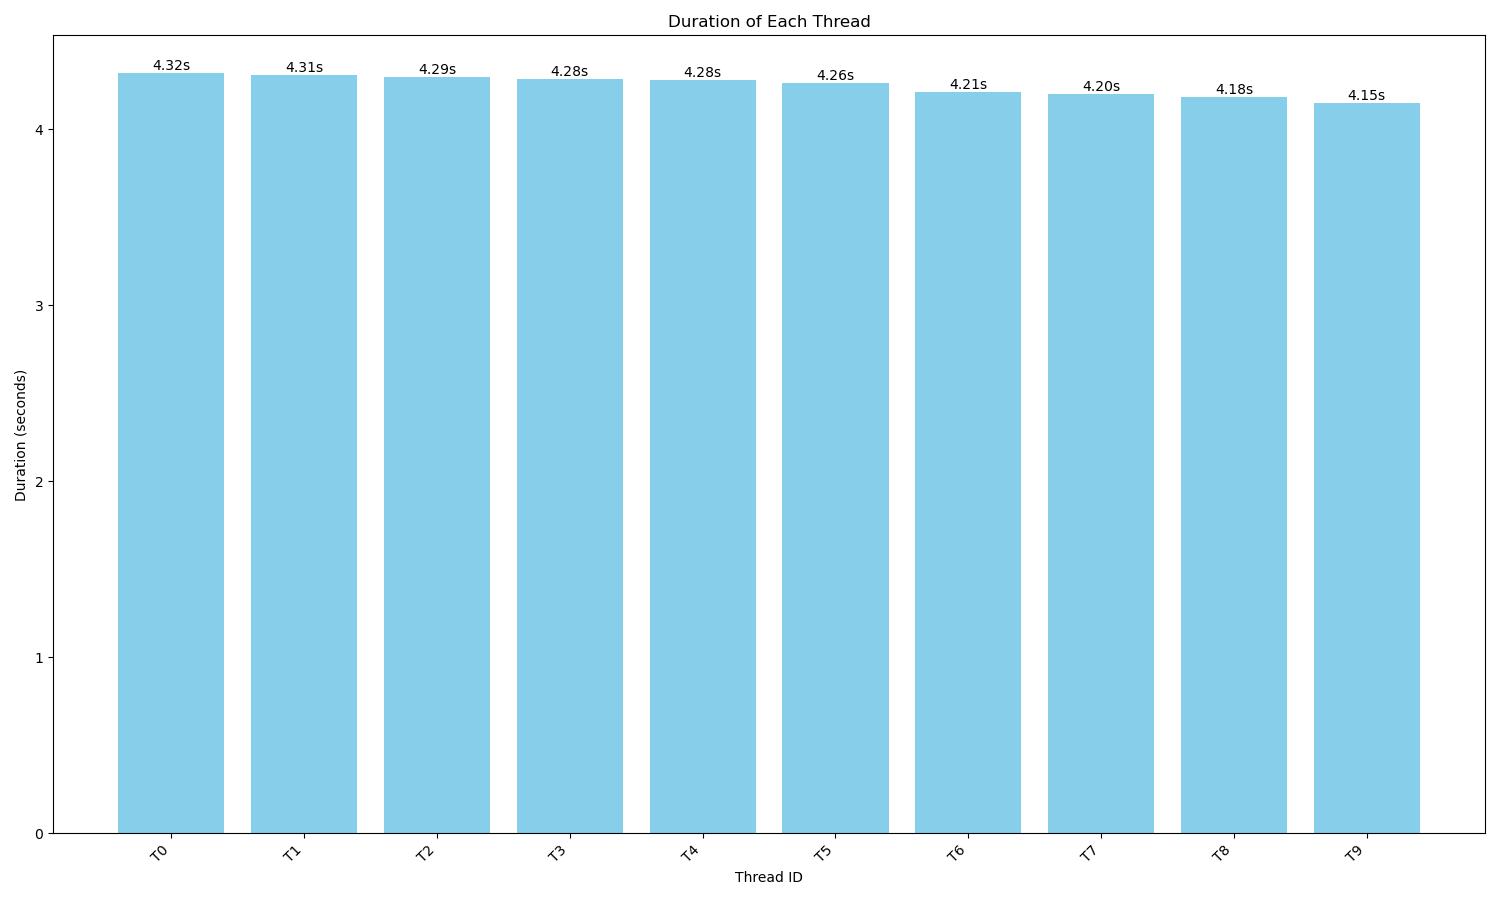 Duration of Each Thread
4.32s 4.31s 4.29s 4.28s 4.28s 4.26s 4.21s 4.20s 4.18s 4.15s
4
3
2
1
0
Duration (seconds)
T0 T1 T2 T3 T4 T5 T6 T7 T8 T9
Thread ID